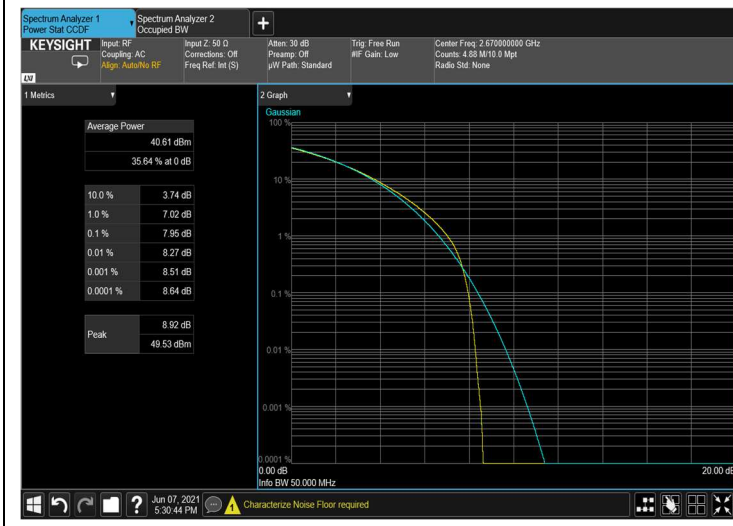 Spectrum Analyzer 1
Power Stat CCDF
Spectrum Analyzer 2
Occupied BW
KEYSIGHT
LXI
Input: RF
Coupling: AC
Align: Auto/No RF
Input Z: 50 Ω
Corrections: Off
Freq Ref: Int (S)
Atten: 30 dB
Preamp: Off
µW Path: Standard
Trig: Free Run
#IF Gain: Low
Center Freq: 2.670000000 GHz
Counts: 4.88 M/10.0 Mpt
Radio Std: None
1 Metrics
Average Power
40.61 dBm
35.64 % at 0 dB
10.0 % 3.74 dB
1.0 % 7.02 dB
0.1 % 7.95 dB
0.01 % 8.27 dB
0.001 % 8.51 dB
0.0001 % 8.64 dB
Peak
8.92 dB
49.53 dBm
2 Graph
Gaussian
100 %
10 %
1 %
0.1 %
0.01 %
0.001 %
0.0001 %
0.00 dB
20.00 dB
Info BW 50.000 MHz
?
Jun 07, 2021
5:30:44 PM
1
Characterize Noise Floor required